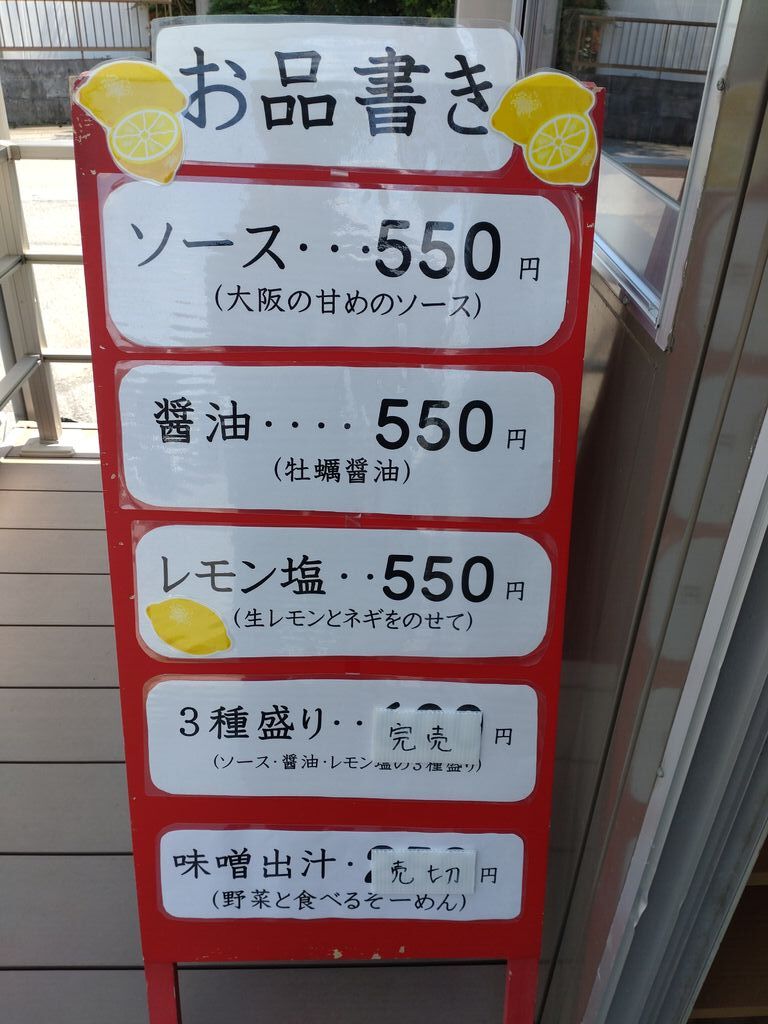 お品書き
ソース···550円
(大阪の甘めのソース)
醤油····550円
(牡蠣醤油)
レモン塩··550円
(生レモンとネギをのせて)
3種盛り··完売円
(ソース·醤油·レモン塩の3種盛り)
味噌出汁·売切円
(野菜と食べるそーめん)